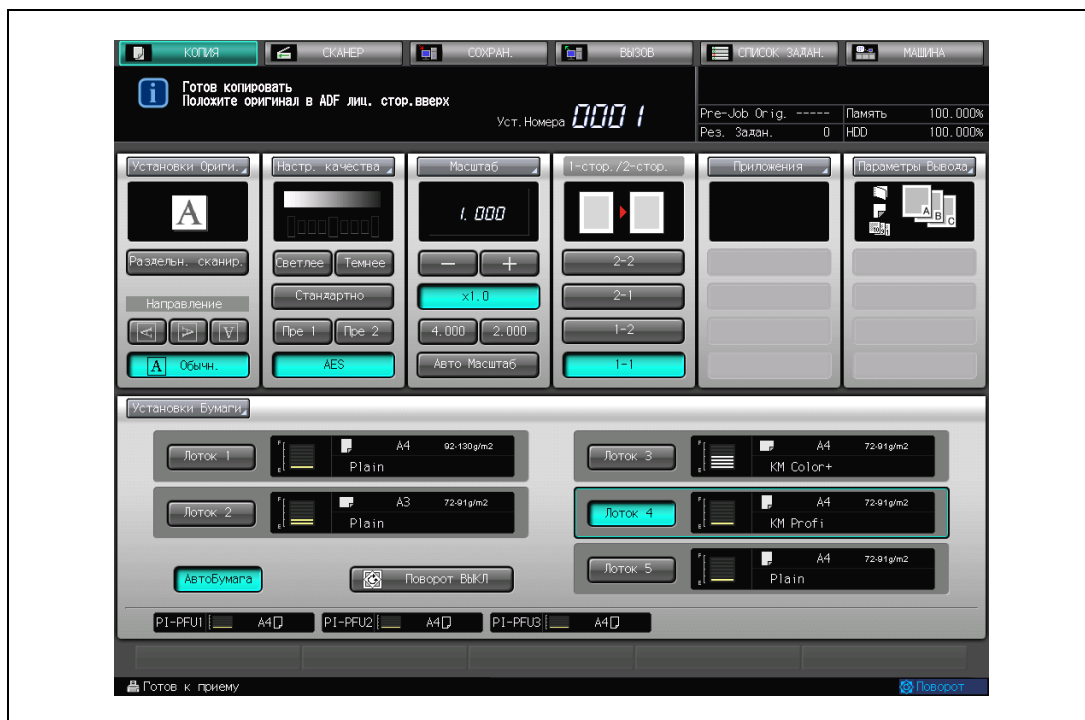 КОПИЯ СКАНЕР СОХРАН. ВЫЗОВ СПИСОК ЗАДАН. МАШИНА
Готов копировать
Положите оригинал в ADF лиц. стор.вверх
Уст.Номера 0001
Pre-Job Orig. ----- Память 100.000%
Рез. Задан. 0 HDD 100.000%
Установки Ориги. Настр. качества Масштаб 1-стор./2-стор. Приложения Параметры Вывода
A 1.000 A B C
Раздельн. сканир. Светлее Темнее − + 2-2
Направление Стандартно x1.0 2-1
A A A Пре 1 Пре 2 4.000 2.000 1-2
A Обычн. AES Авто Масштаб 1-1
Установки Бумаги
Лоток 1 F E A4 92-130g/m2 Plain
Лоток 2 F E A3 72-91g/m2 Plain
Лоток 3 F E A4 72-91g/m2 KM Color+
Лоток 4 F E A4 72-91g/m2 KM Profi
Лоток 5 F E A4 72-91g/m2 Plain
АвтоБумага Поворот ВЫКЛ
PI-PFU1 A4 PI-PFU2 A4 PI-PFU3 A4
Готов к приему Поворот